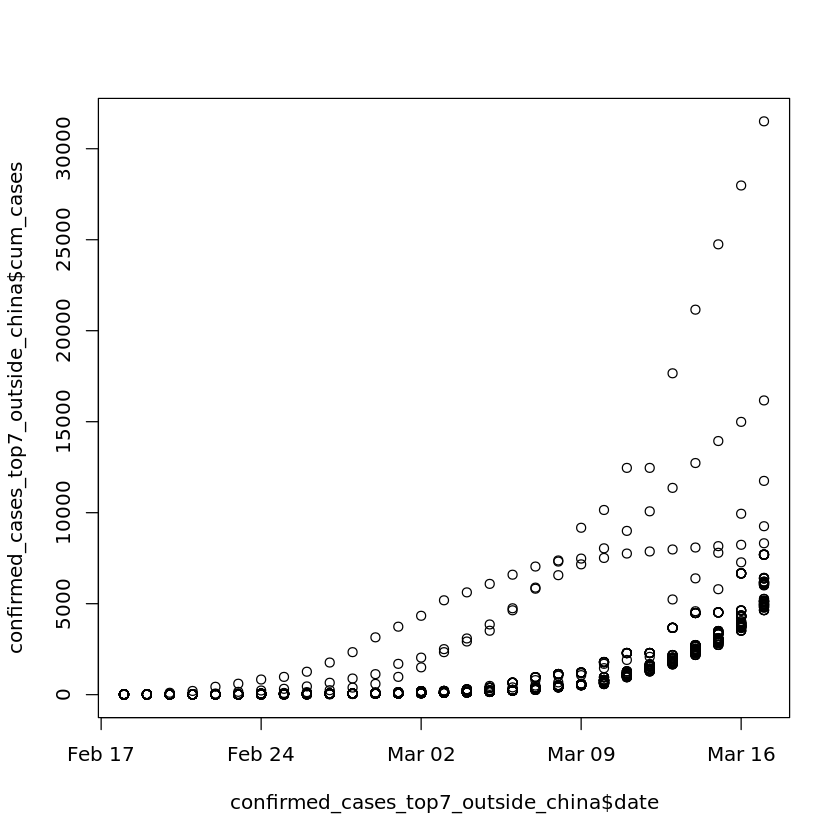 30000
25000
20000
15000
10000
5000
0
confirmed_cases_top7_outside_china$cum_cases
Feb 17 Feb 24 Mar 02 Mar 09 Mar 16
confirmed_cases_top7_outside_china$date